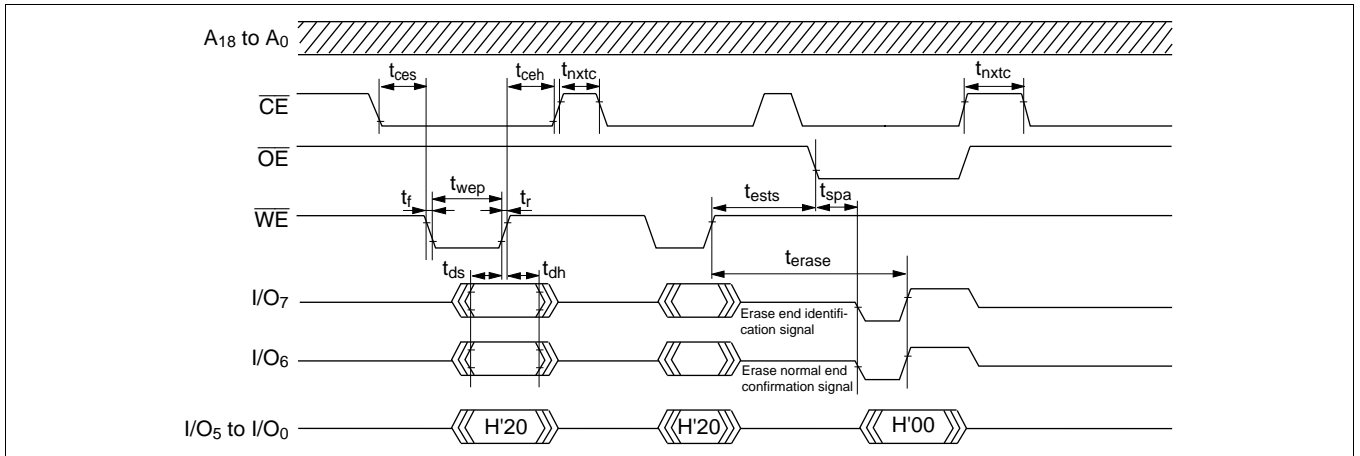 A18 to A0
tces
tceh
tnxtc
tnxtc
CE
OE
twep
tests
tspa
tf
tr
WE
terase
tds
tdh
I/O7
Erase end identifi-
cation signal
I/O6
Erase normal end
confirmation signal
I/O5 to I/O0
H'20
H'20
H'00